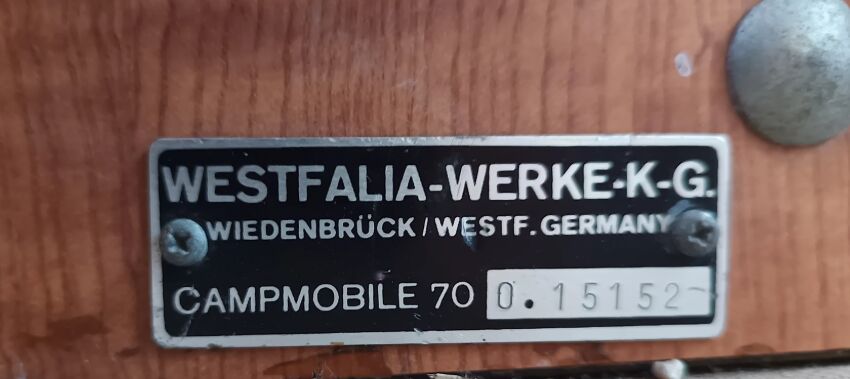 WESTFALIA-WERKE-K-G.
WIEDENBRÜCK / WESTF. GERMANY
CAMPMOBILE 70 0.15152